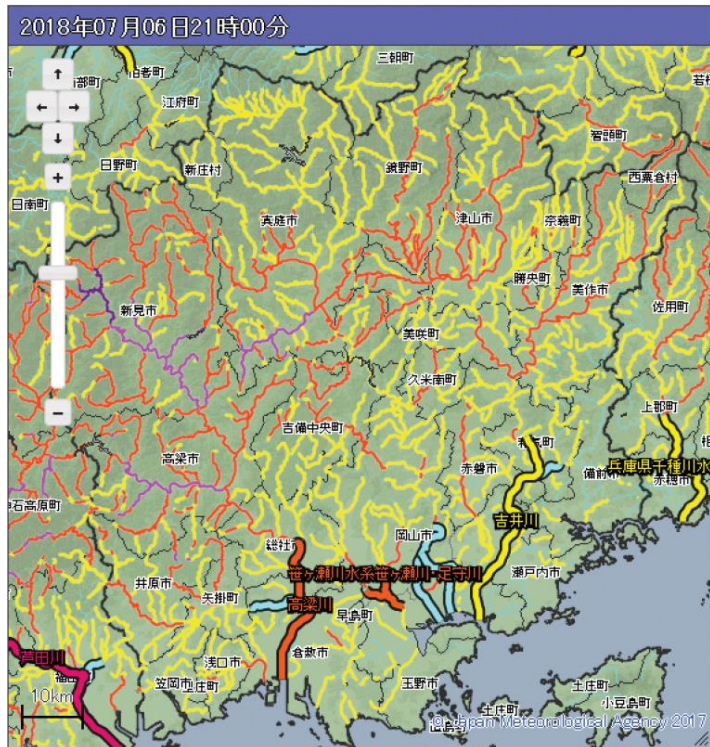 2018年07月06日21時00分
三朝町
江府町
智頭町
鏡野町
日野町
新庄村
西粟倉村
日南町
真庭市
津山市
奈義町
勝央町
美作市
新見市
佐用町
美咲町
久米南町
上郡町
吉備中央町
高梁市
赤磐市
備前市
兵庫県千種川水
赤穂市
神石高原町
吉井川
総社
岡山市
笹ヶ瀬川水系笹ヶ瀬川・足守川
瀬戸内市
井原市
矢掛町
高梁川
早島町
芦田川
浅口市
倉敷市
笠岡市
里庄町
玉野市
土庄町
小豆島町
土庄町
10km
© Japan Meteorological Agency 2017